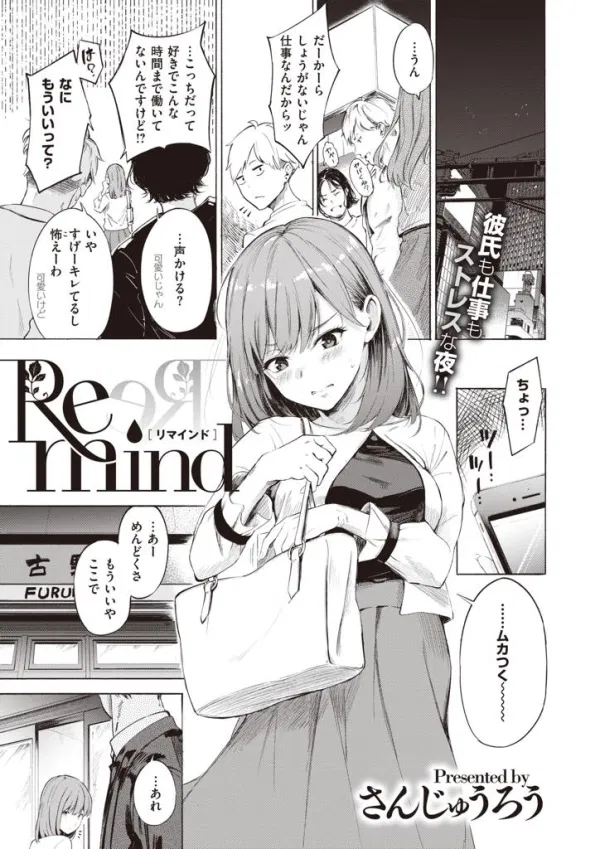 …うん
だーかーら
しょうがないじゃん
仕事なんだからッ
…こっちだって
好きでこんな
時間まで働いて
ないんですけど!?
は?
なに
もういいって?
彼氏も仕事も
ストレスな夜!!
…声かける?
可愛いじゃん
いや
すげーキレてるし
怖えーわ
可愛いけど
ちょっ…
Re
mind
[リマインド]
……ムカつく〜〜〜〜
…あー
めんどくさ
もういいや
ここで
古
FURU
…あれ
Presented by
さんじゅうろう